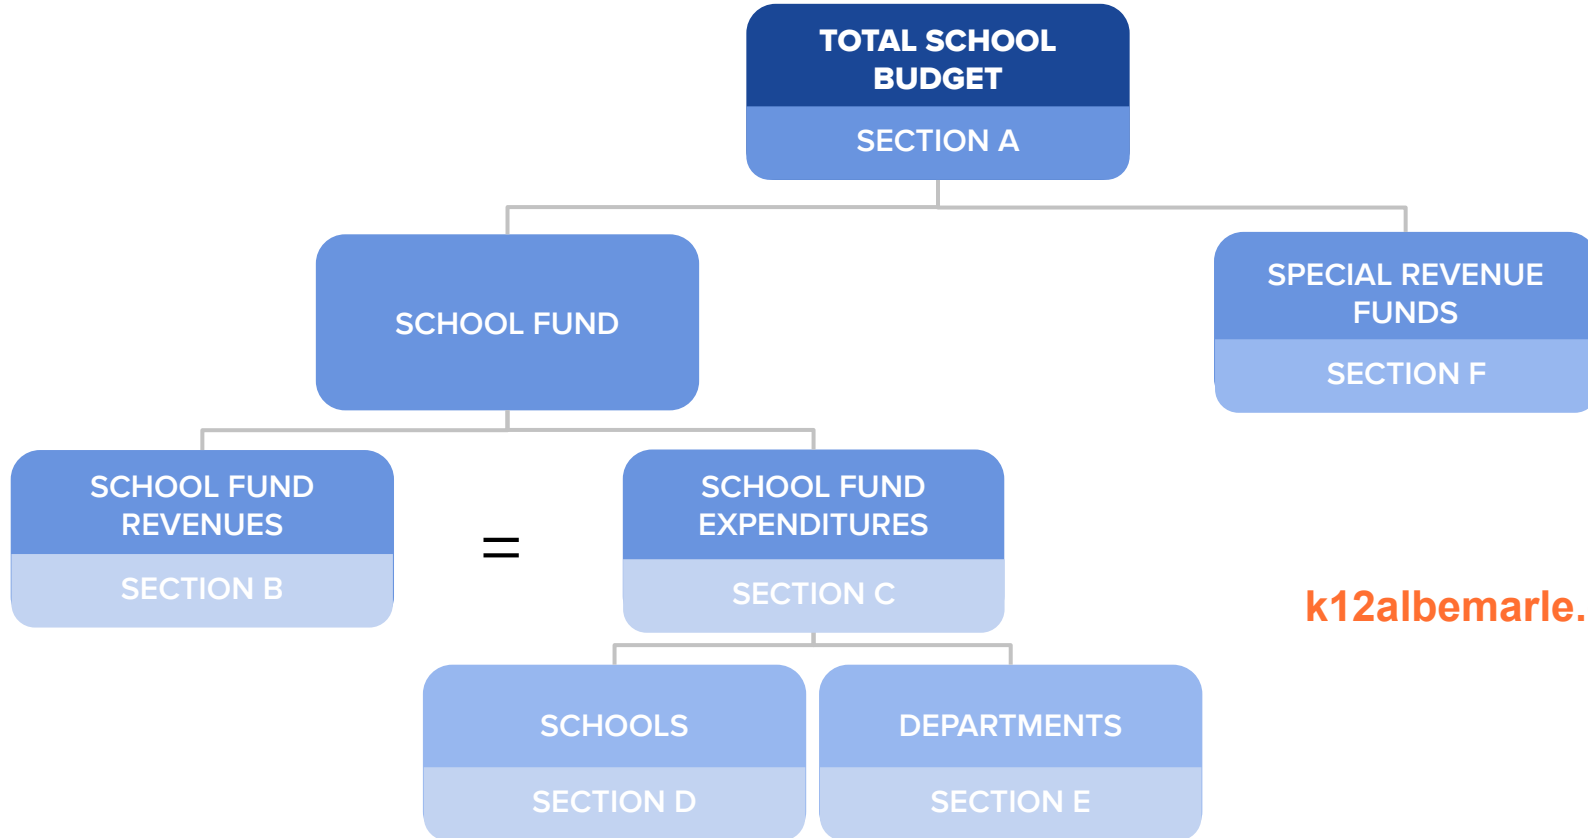 TOTAL SCHOOL
BUDGET
SECTION A
SCHOOL FUND
SPECIAL REVENUE
FUNDS
SECTION F
SCHOOL FUND
REVENUES
SECTION B
=
SCHOOL FUND
EXPENDITURES
SECTION C
k12albemarle.
SCHOOLS
SECTION D
DEPARTMENTS
SECTION E